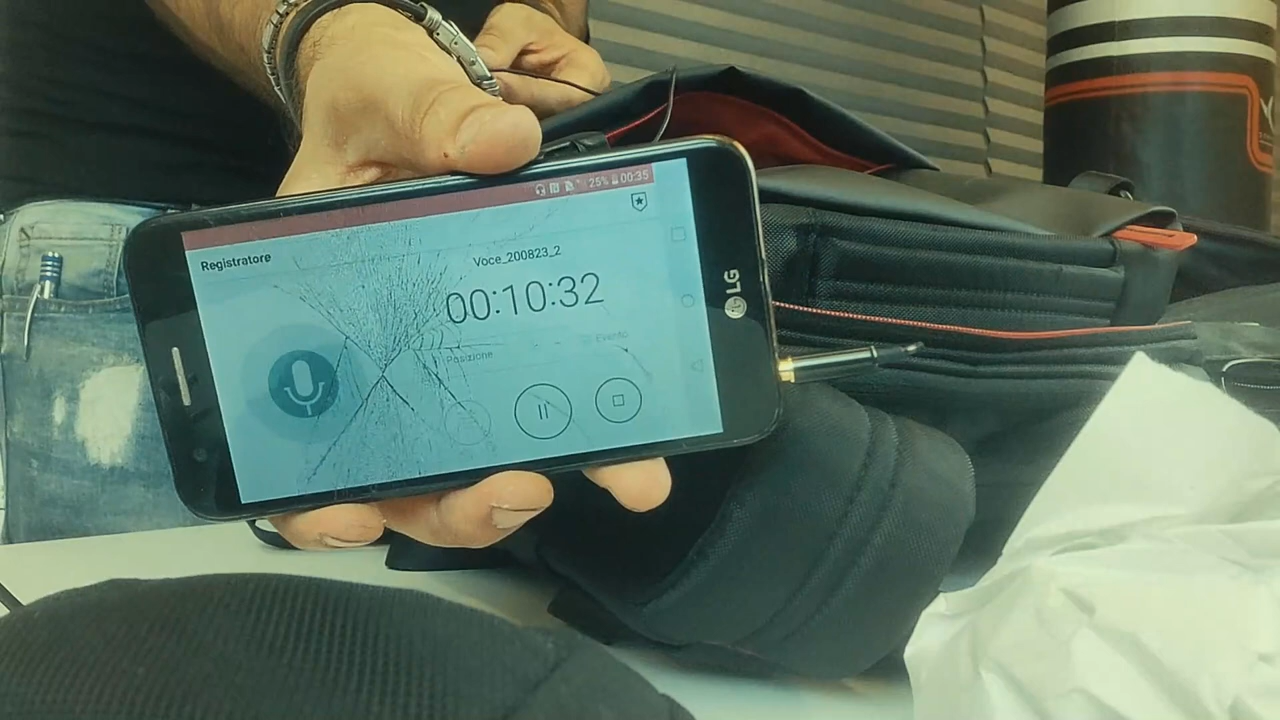 25% 00:35
Registratore
Voce_200823_2
00:10:32
Posizione
Evento
LG